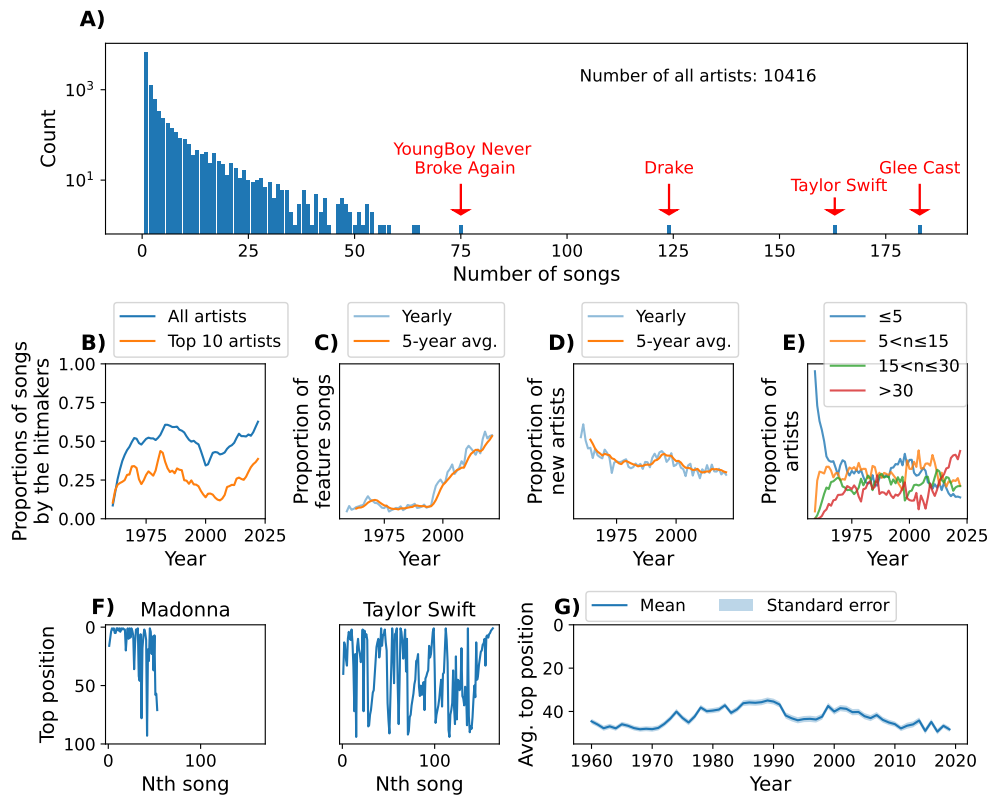 A)
Number of all artists: 10416
YoungBoy Never
Broke Again
Drake
Taylor Swift
Glee Cast
Count
10³
10¹
0
25
50
75
100
125
150
175
Number of songs
B)
All artists
Top 10 artists
Proportions of songs
by the hitmakers
1.00
0.75
0.50
0.25
0.00
1975
2000
2025
Year
C)
Yearly
5-year avg.
Proportion of
feature songs
1975
2000
Year
D)
Yearly
5-year avg.
Proportion of
new artists
1975
2000
Year
E)
≤5
5<n≤15
15<n≤30
>30
Proportion of
artists
1975
2000
2025
Year
F)
Madonna
Top position
0
50
100
0
100
Nth song
Taylor Swift
0
100
Nth song
G)
Mean
Standard error
Avg. top position
0
20
40
1960
1970
1980
1990
2000
2010
2020
Year